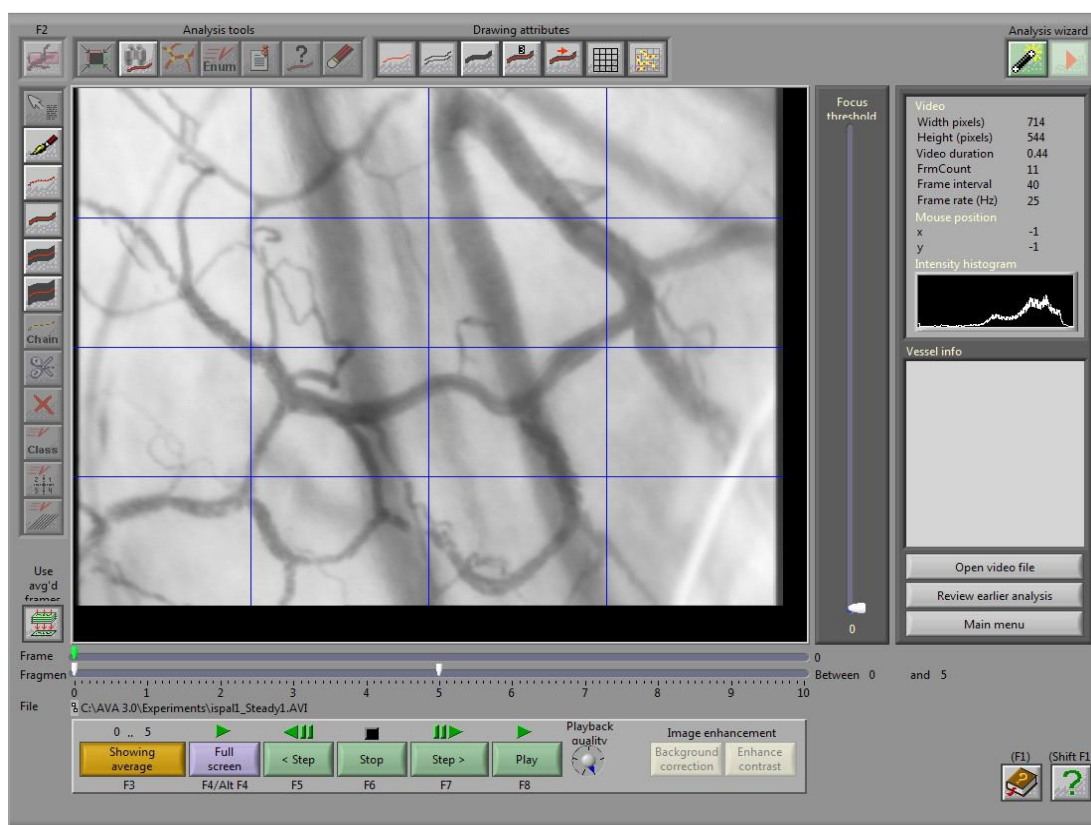 F2
Analysis tools
Drawing attributes
Analysis wizard
Enum
?
B
Focus
threshold
0
Video
Width pixels) 714
Height (pixels) 544
Video duration 0.44
FrmCount 11
Frame interval 40
Frame rate (Hz) 25
Mouse position
x -1
y -1
Intensity histogram
Vessel info
Open video file
Review earlier analysis
Main menu
Chain
Class
Use
avg'd
frames
Frame 0
Fragmen Between 0 and 5
0 1 2 3 4 5 6 7 8 9 10
File C:\AVA 3.0\Experiments\ispal1_Steady1.AVI
0 .. 5
Showing
average
F3
Full
screen
F4/Alt F4
< Step
F5
Stop
F6
Step >
F7
Play
F8
Playback
quality
Image enhancement
Background
correction
Enhance
contrast
(F1) (Shift F1
? ?